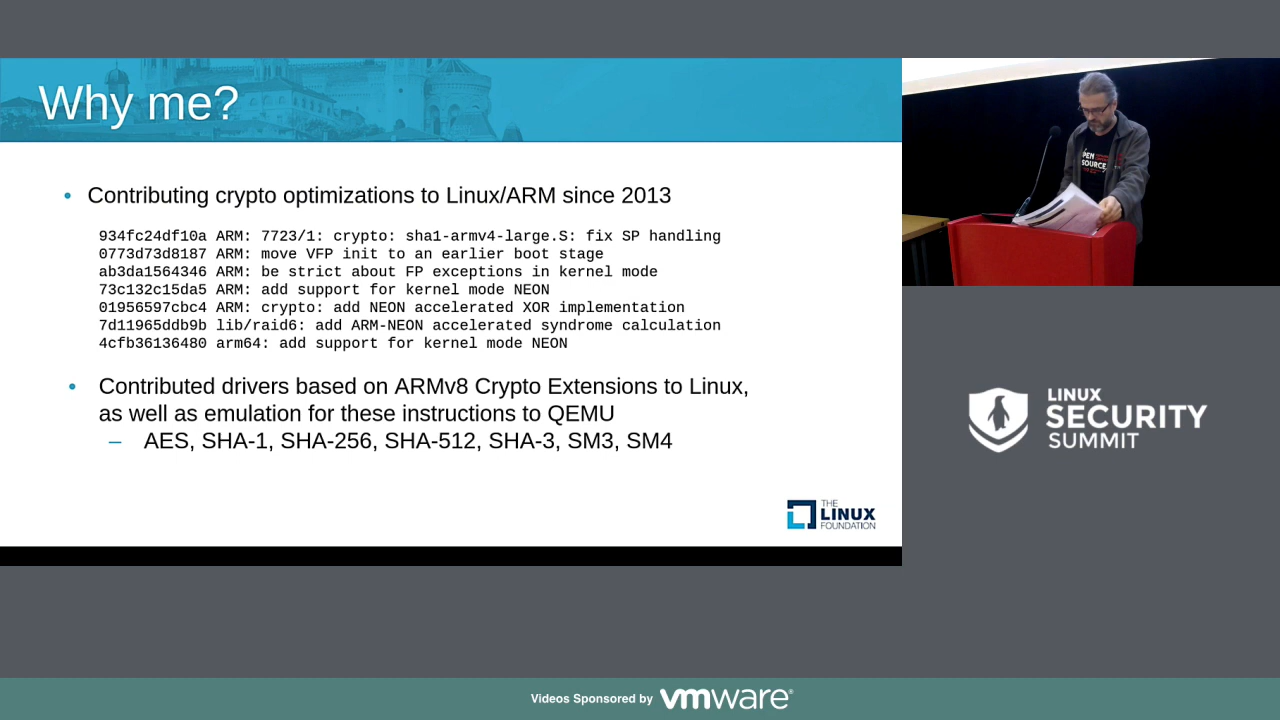 Why me?
• Contributing crypto optimizations to Linux/ARM since 2013
934fc24df10a ARM: 7723/1: crypto: sha1-armv4-large.S: fix SP handling
0773d73d8187 ARM: move VFP init to an earlier boot stage
ab3da1564346 ARM: be strict about FP exceptions in kernel mode
73c132c15da5 ARM: add support for kernel mode NEON
01956597cbc4 ARM: crypto: add NEON accelerated XOR implementation
7d11965ddb9b lib/raid6: add ARM-NEON accelerated syndrome calculation
4cfb36136480 arm64: add support for kernel mode NEON
• Contributed drivers based on ARMv8 Crypto Extensions to Linux,
as well as emulation for these instructions to QEMU
– AES, SHA-1, SHA-256, SHA-512, SHA-3, SM3, SM4
THE
LINUX
FOUNDATION
PEN
SOURCE
LINUX
SECURITY
SUMMIT
Videos Sponsored by vmware®